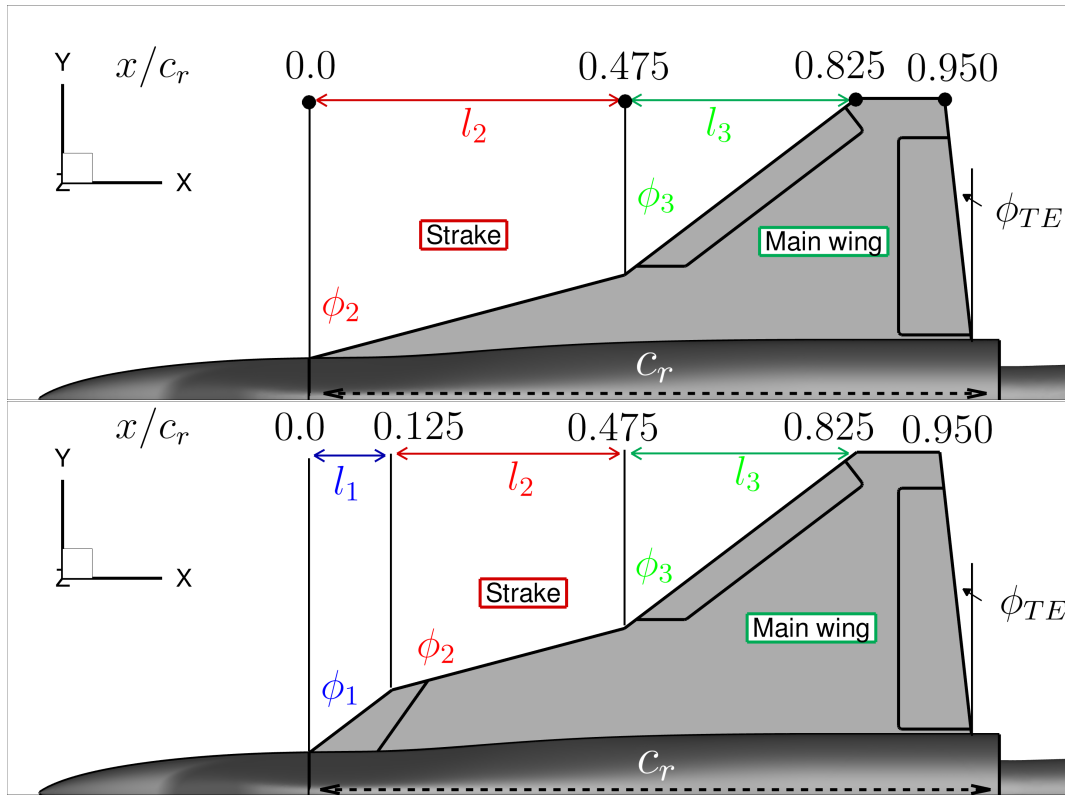 Y
x/c_r
0.0
0.475
0.825
0.950
l_2
l_3
Z
X
ϕ_3
ϕ_TE
Strake
Main wing
ϕ_2
c_r
x/c_r
0.0
0.125
0.475
0.825
0.950
Y
l_1
l_2
l_3
Z
X
ϕ_3
Strake
ϕ_TE
Main wing
ϕ_2
ϕ_1
c_r